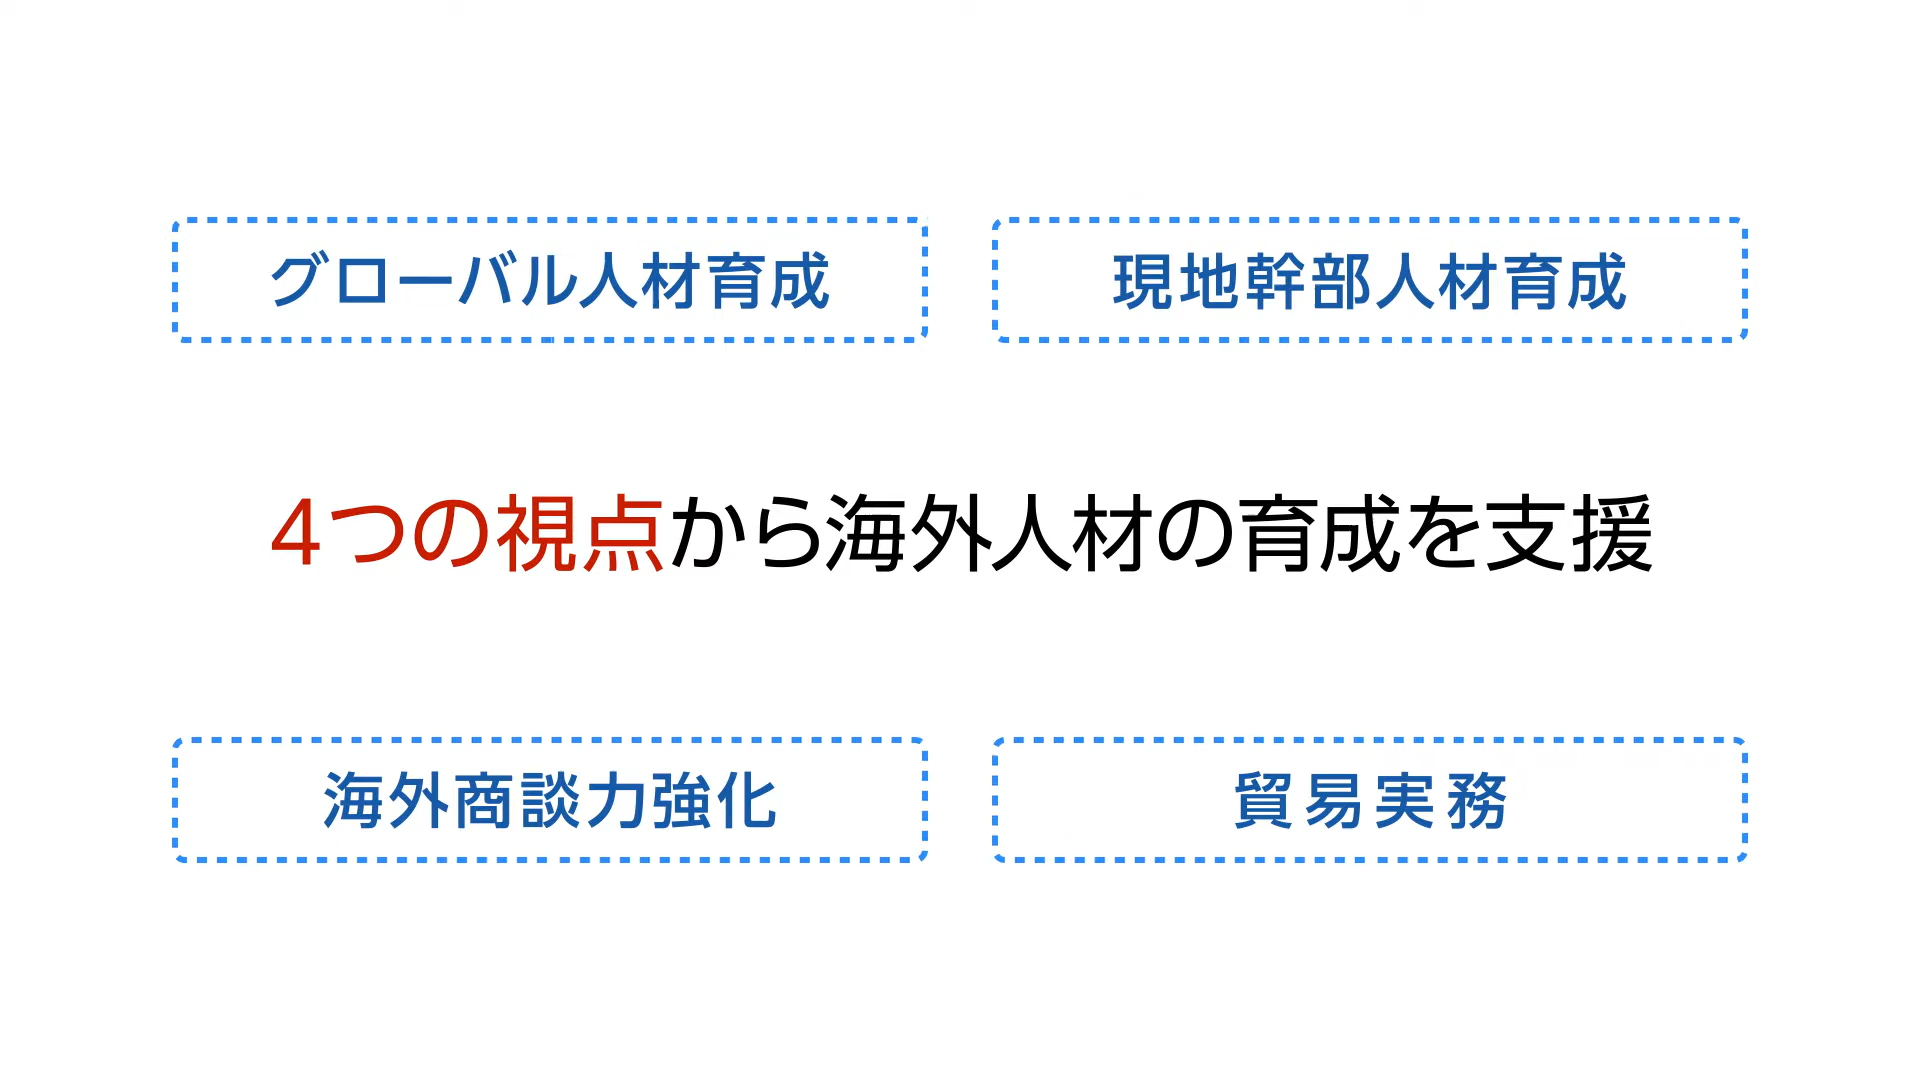 グローバル人材育成
現地幹部人材育成
4つの視点から海外人材の育成を支援
海外商談力強化
貿易実務